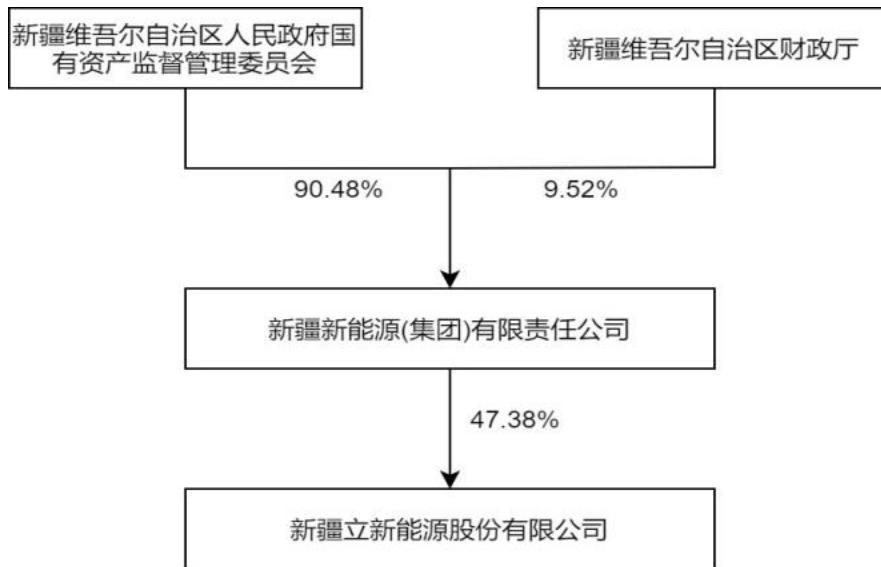 新疆维吾尔自治区人民政府国
有资产监督管理委员会
新疆维吾尔自治区财政厅
90.48%
9.52%
新疆新能源(集团)有限责任公司
47.38%
新疆立新能源股份有限公司